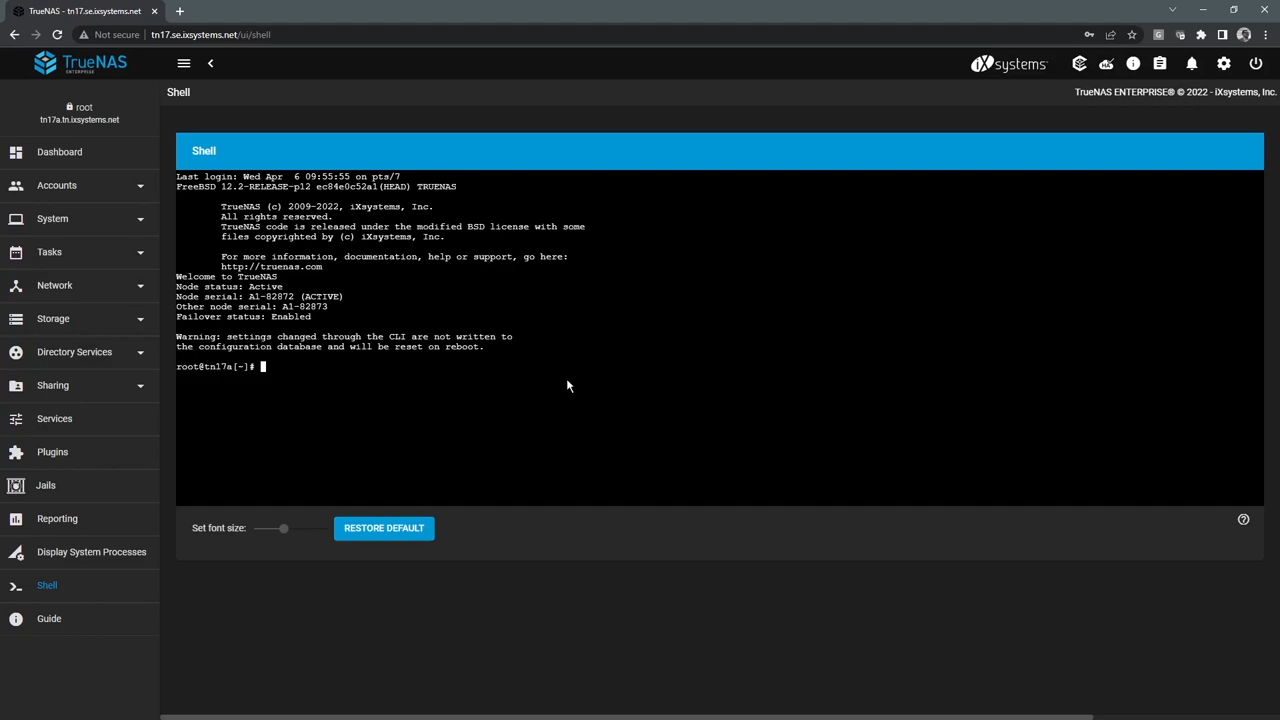 TrueNAS - tn17.se.ixsystems.net
Not secure
tn17.se.ixsystems.net/ui/shell
TrueNAS
ENTERPRISE
iXsystems
Shell
TrueNAS ENTERPRISE® © 2022 - iXsystems, Inc.
root
tn17a.tn.ixsystems.net
Dashboard
Accounts
System
Tasks
Network
Storage
Directory Services
Sharing
Services
Plugins
Jails
Reporting
Display System Processes
Shell
Guide
Shell
Last login: Wed Apr  6 09:55:55 on pts/7
FreeBSD 12.2-RELEASE-p12 ec84e0c52a1(HEAD) TRUENAS
TrueNAS (c) 2009-2022, iXsystems, Inc.
All rights reserved.
TrueNAS code is released under the modified BSD license with some
files copyrighted by (c) iXsystems, Inc.
For more information, documentation, help or support, go here:
http://truenas.com
Welcome to TrueNAS
Node status: Active
Node serial: A1-82872 (ACTIVE)
Other node serial: A1-82873
Failover status: Enabled
Warning: settings changed through the CLI are not written to
the configuration database and will be reset on reboot.
root@tn17a[~]#
Set font size:
RESTORE DEFAULT